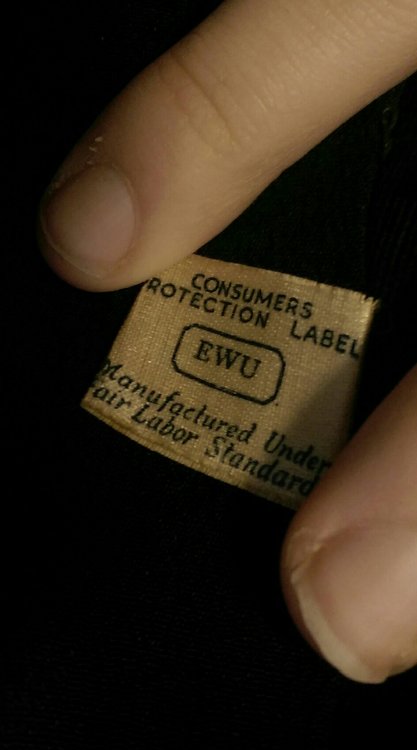 CONSUMERS
ROTECTION LABEL
EWU
Manufactured Under
air Labor Standard